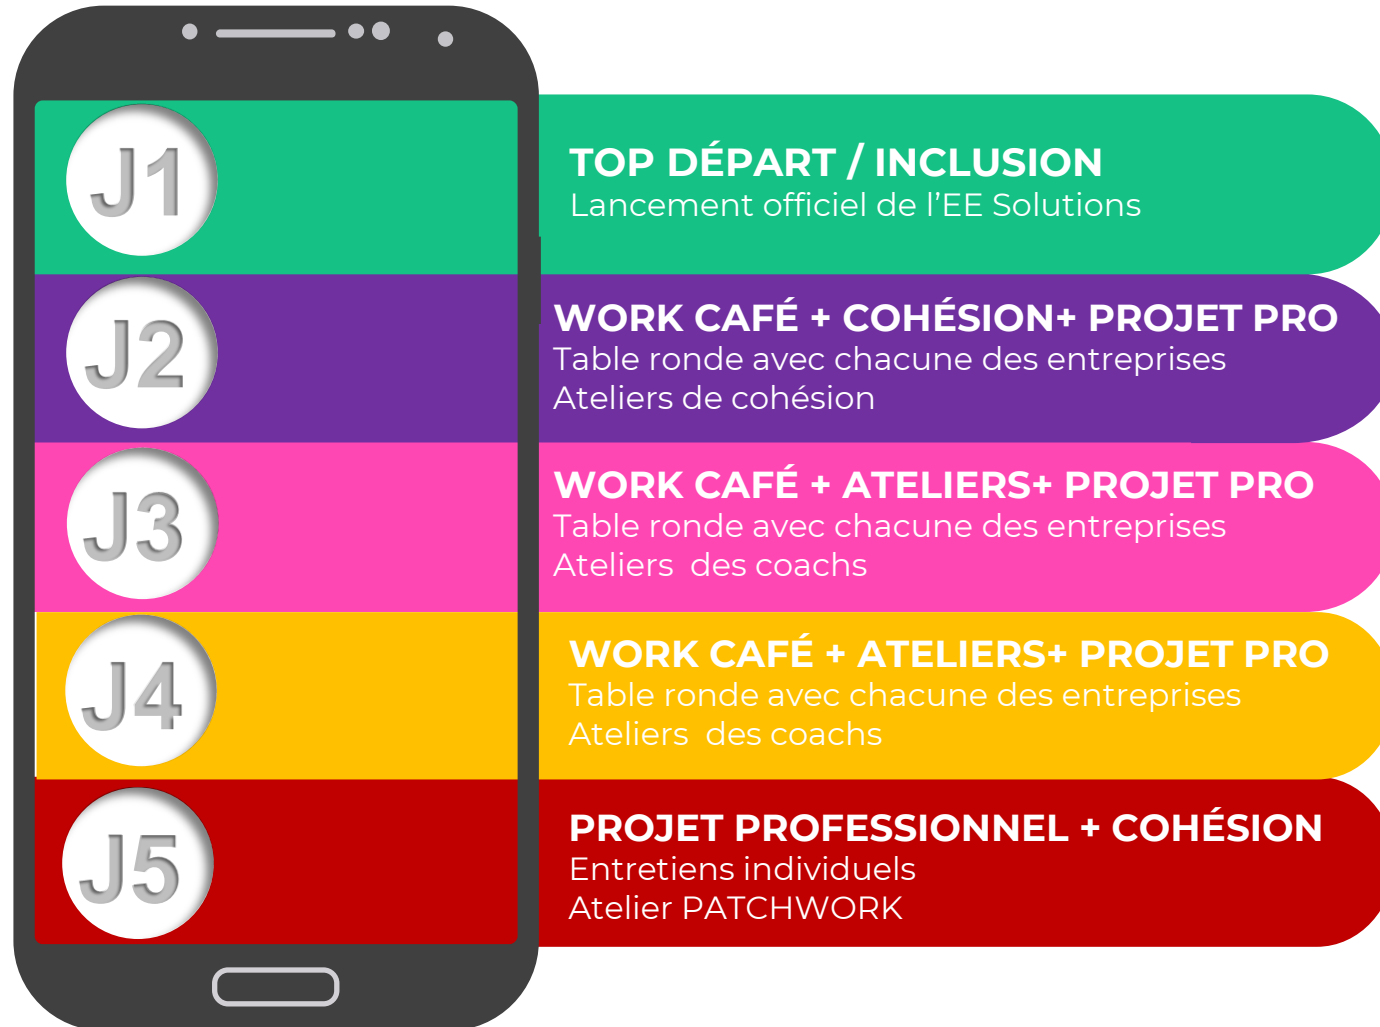 J1
TOP DÉPART / INCLUSION
Lancement officiel de l’EE Solutions
J2
WORK CAFÉ + COHÉSION+ PROJET PRO
Table ronde avec chacune des entreprises
Ateliers de cohésion
J3
WORK CAFÉ + ATELIERS+ PROJET PRO
Table ronde avec chacune des entreprises
Ateliers  des coachs
J4
WORK CAFÉ + ATELIERS+ PROJET PRO
Table ronde avec chacune des entreprises
Ateliers  des coachs
J5
PROJET PROFESSIONNEL + COHÉSION
Entretiens individuels
Atelier PATCHWORK